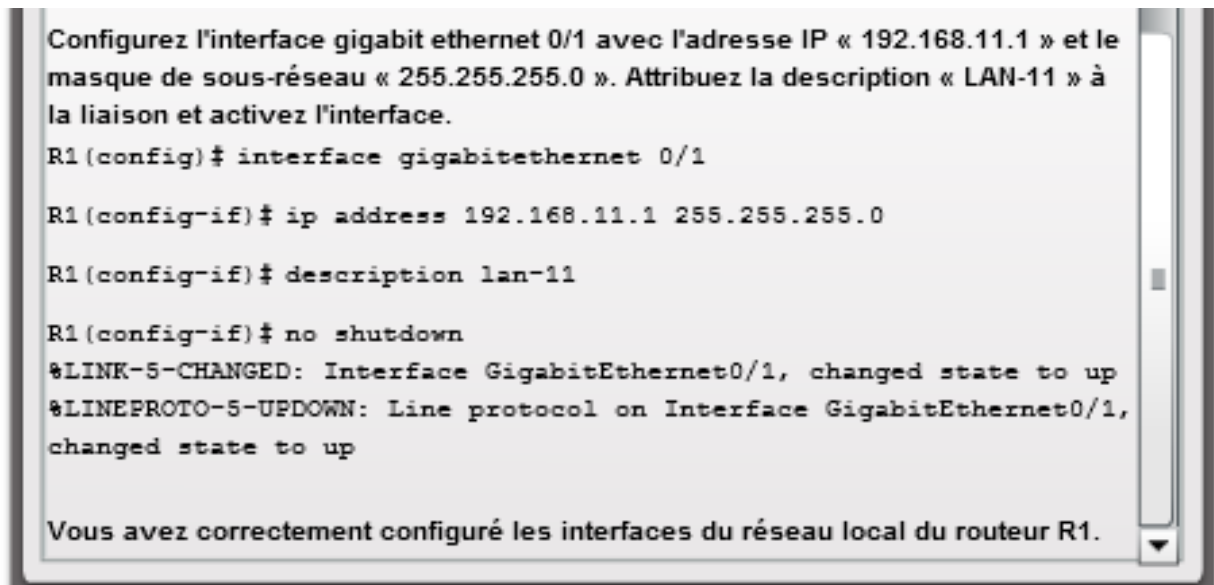 Configurez l'interface gigabit ethernet 0/1 avec l'adresse IP « 192.168.11.1 » et le
masque de sous-réseau « 255.255.255.0 ». Attribuez la description « LAN-11 » à
la liaison et activez l'interface.
R1(config)# interface gigabitethernet 0/1
R1(config-if)# ip address 192.168.11.1 255.255.255.0
R1(config-if)# description lan-11
R1(config-if)# no shutdown
%LINK-5-CHANGED: Interface GigabitEthernet0/1, changed state to up
%LINEPROTO-5-UPDOWN: Line protocol on Interface GigabitEthernet0/1,
changed state to up
Vous avez correctement configuré les interfaces du réseau local du routeur R1.